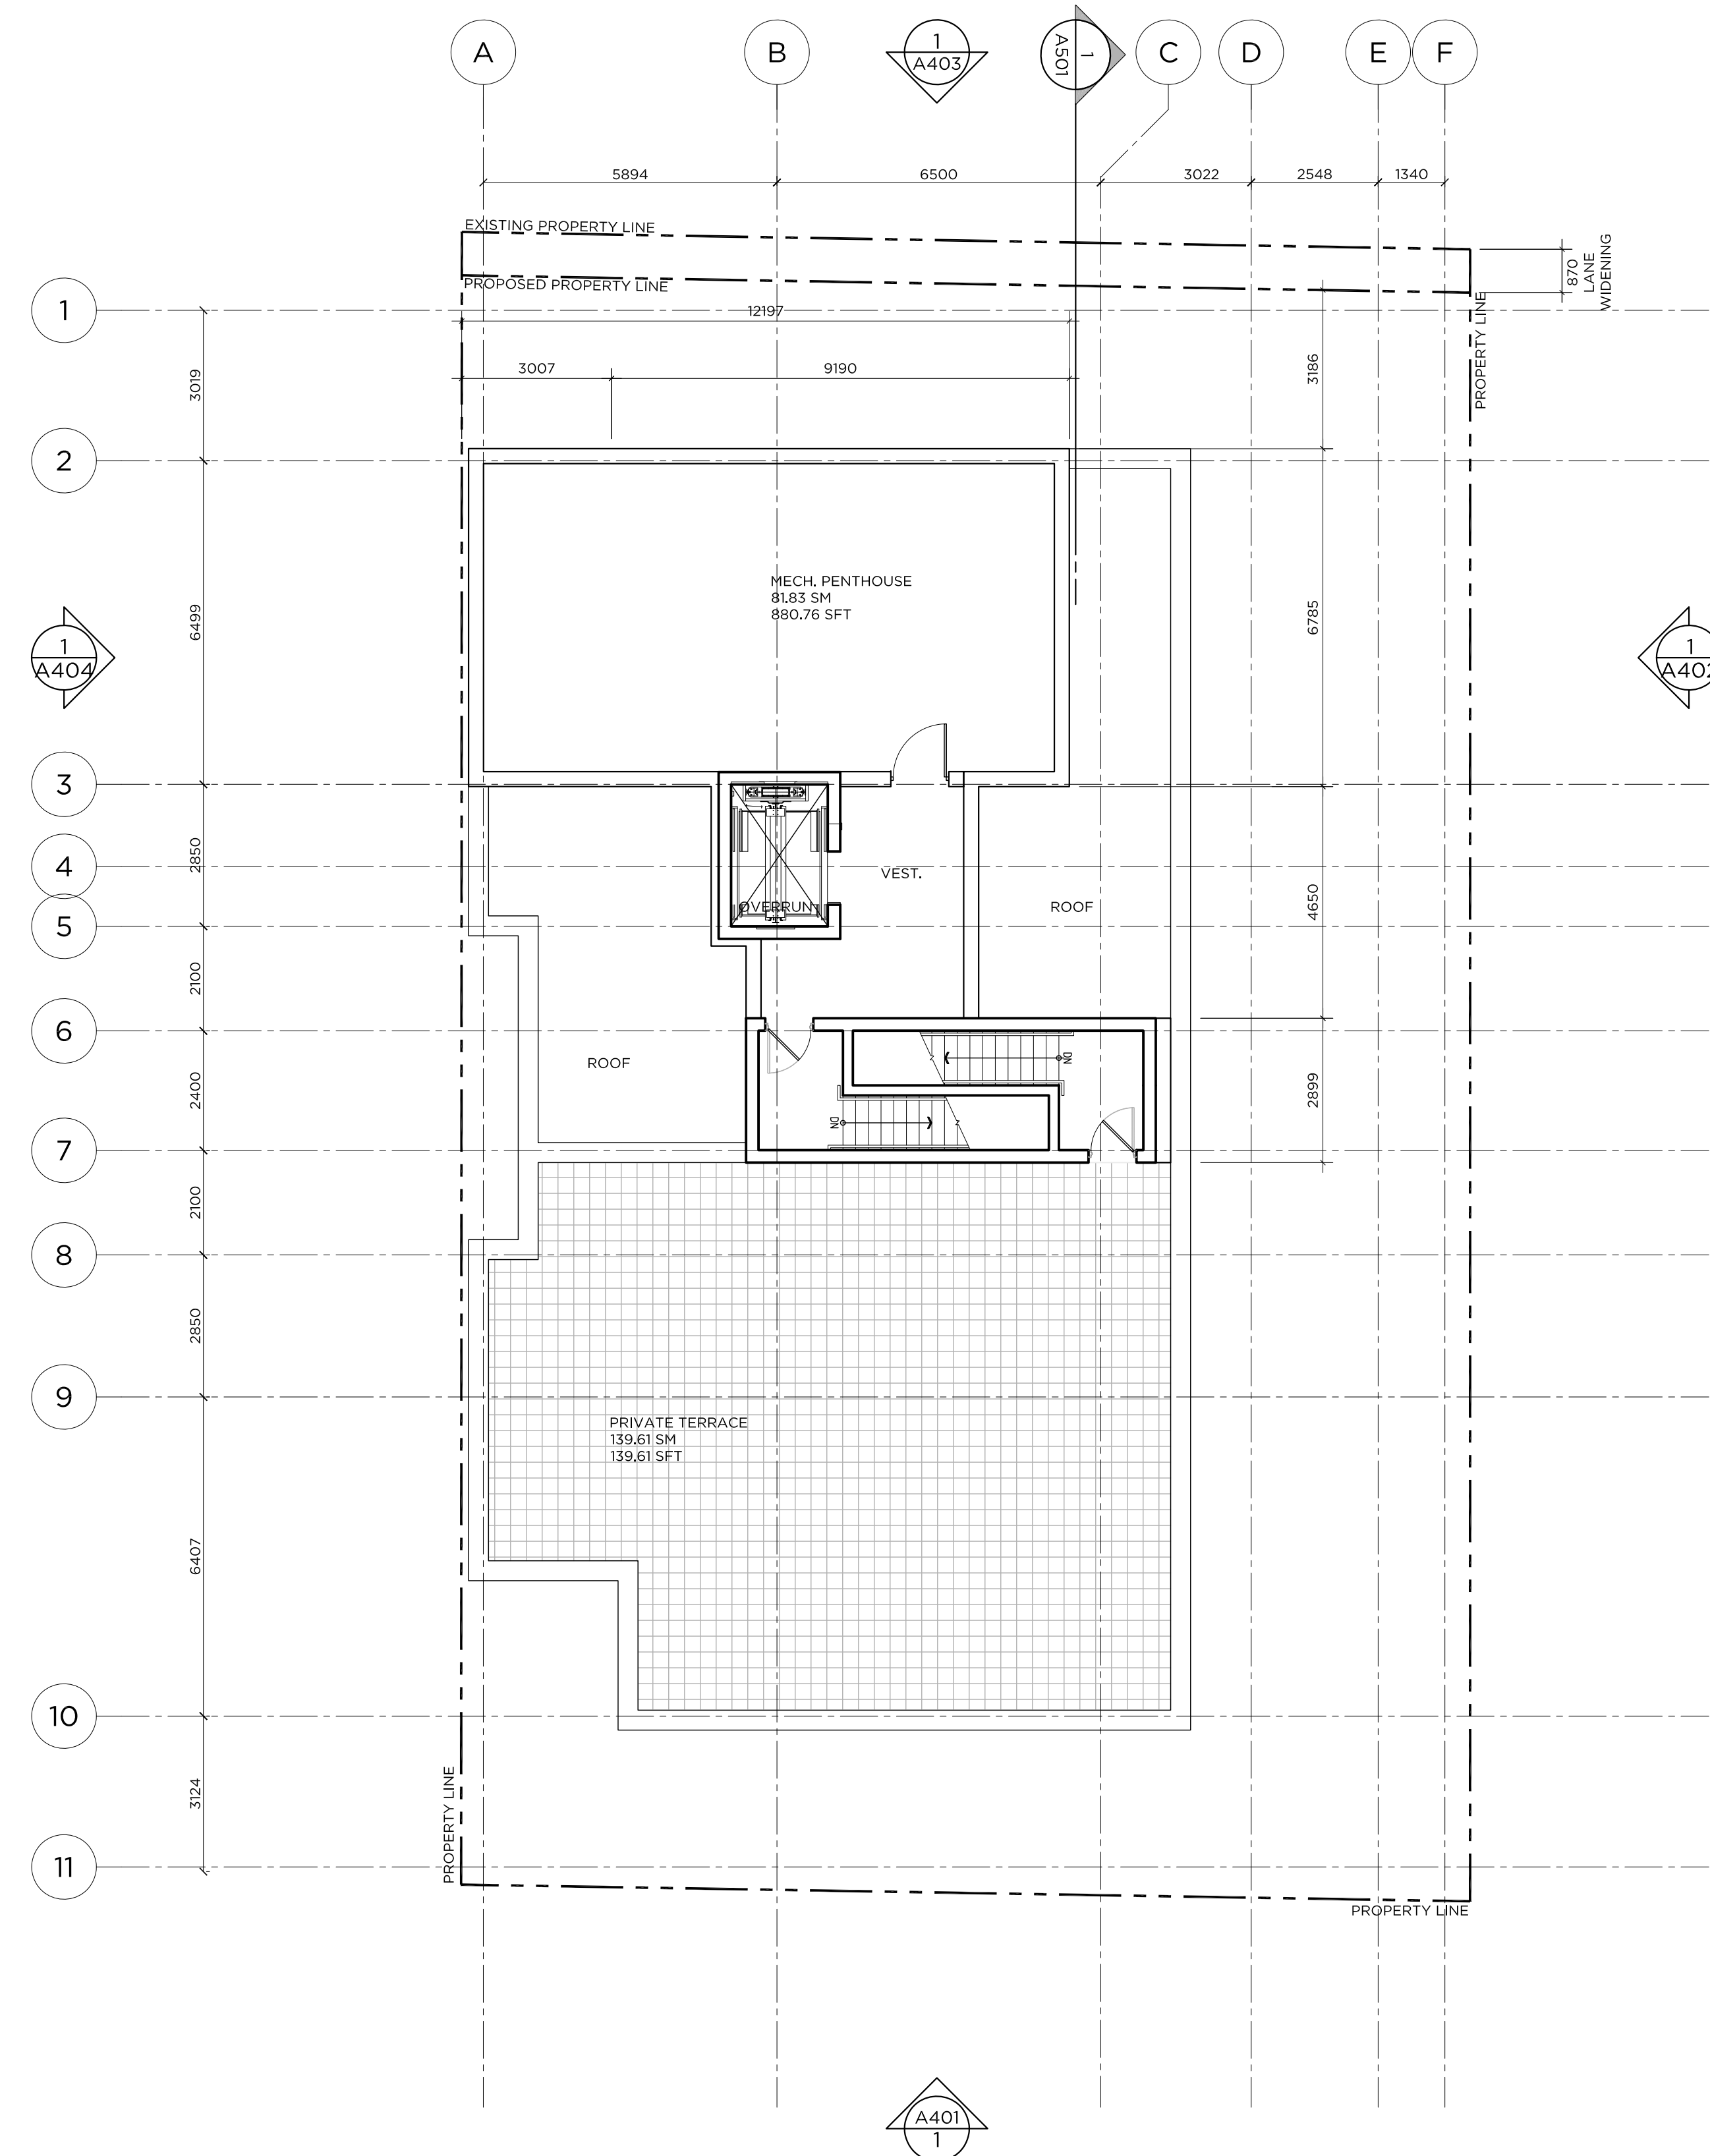 A
B
1
A403
1
A501
C
D
E
F
5894
6500
3022
2548
1340
EXISTING PROPERTY LINE
870
LANE
WIDENING
PROPOSED PROPERTY LINE
1
12197
PROPERTY LINE
3007
9190
3186
3019
2
MECH. PENTHOUSE
81.83 SM
880.76 SFT
6499
6785
1
A404
1
A402
3
2850
4
VEST.
OVERRUN
ROOF
4650
5
2100
6
ROOF
DN
2400
2899
DN
7
2100
8
2850
9
PRIVATE TERRACE
139.61 SM
139.61 SFT
6407
10
3124
PROPERTY LINE
11
PROPERTY LINE
A401
1